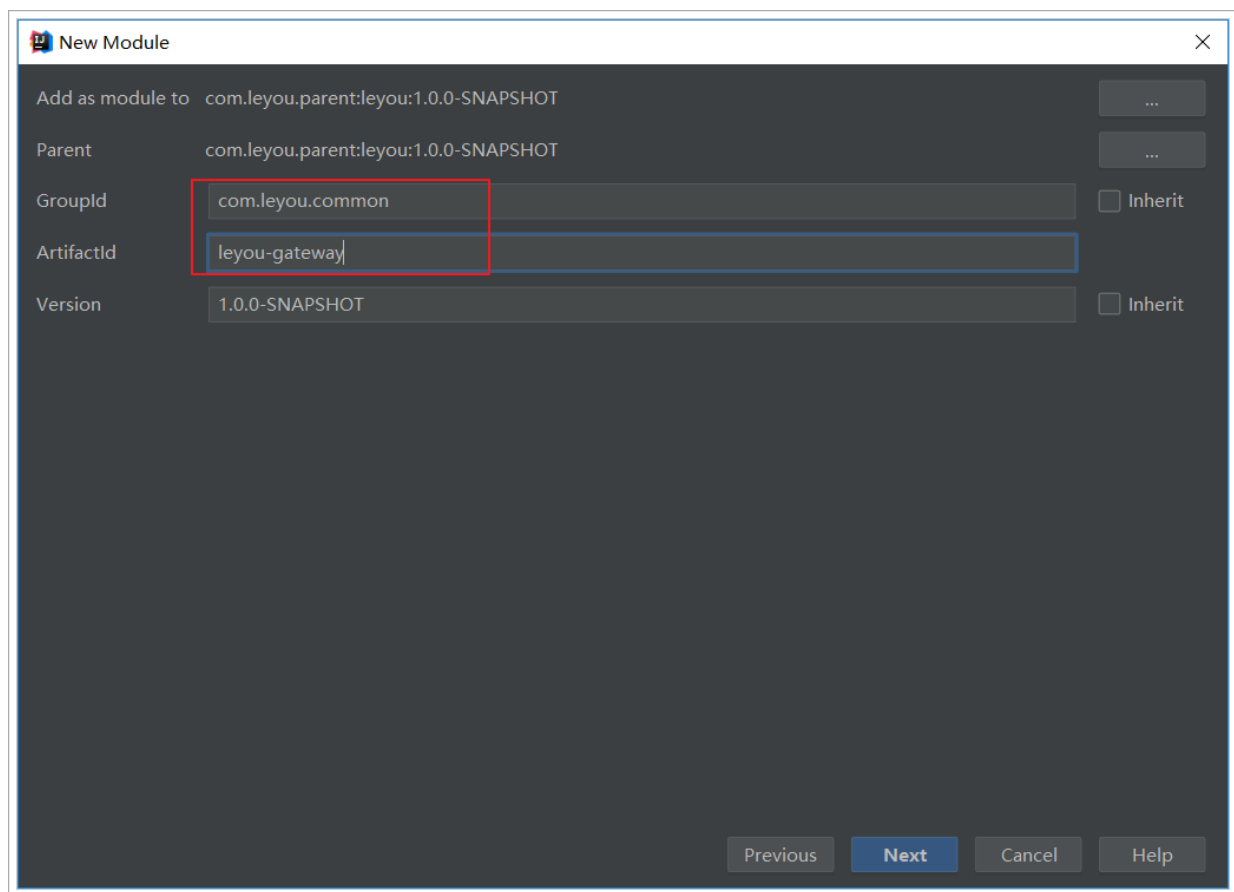 New Module
Add as module to com.leyou.parent:leyou:1.0.0-SNAPSHOT ...
Parent com.leyou.parent:leyou:1.0.0-SNAPSHOT ...
GroupId com.leyou.common Inherit
ArtifactId leyou-gateway
Version 1.0.0-SNAPSHOT Inherit
Previous Next Cancel Help